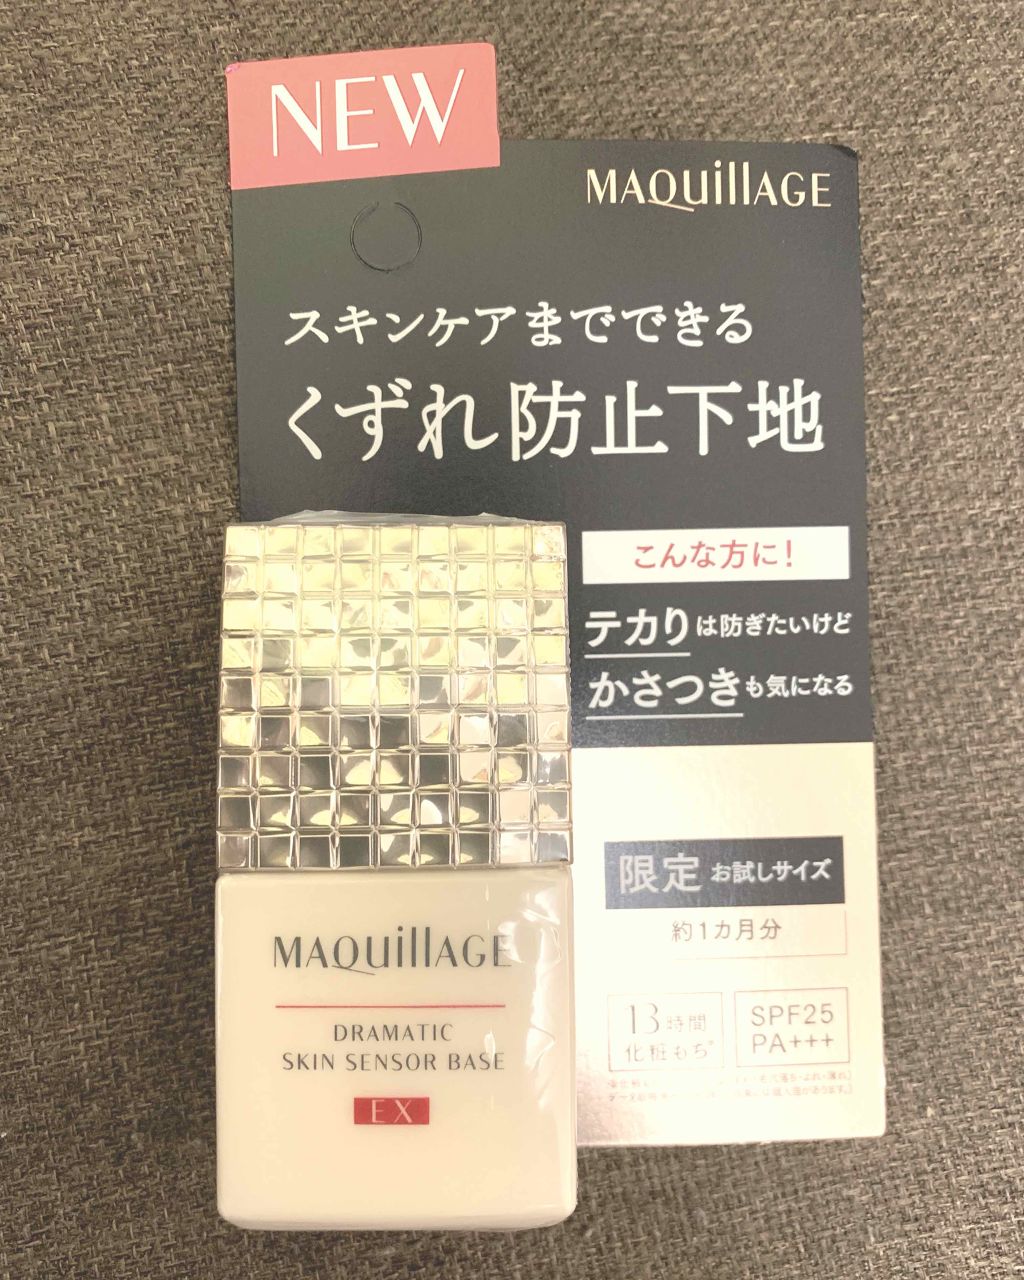 NEW
MAQuillAGE
スキンケアまでできる
くずれ防止下地
こんな方に!
テカりは防ぎたいけど
かさつきも気になる
限定 お試しサイズ
約1カ月分
13時間
化粧もち
SPF25
PA+++
MAQuillAGE
DRAMATIC
SKIN SENSOR BASE
EX